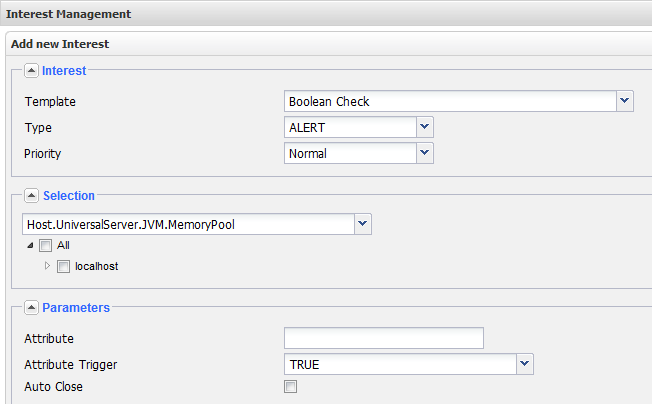 Interest Management
Add new Interest
Interest
Template Boolean Check
Type ALERT
Priority Normal
Selection
Host.UniversalServer.JVM.MemoryPool
All
localhost
Parameters
Attribute
Attribute Trigger TRUE
Auto Close